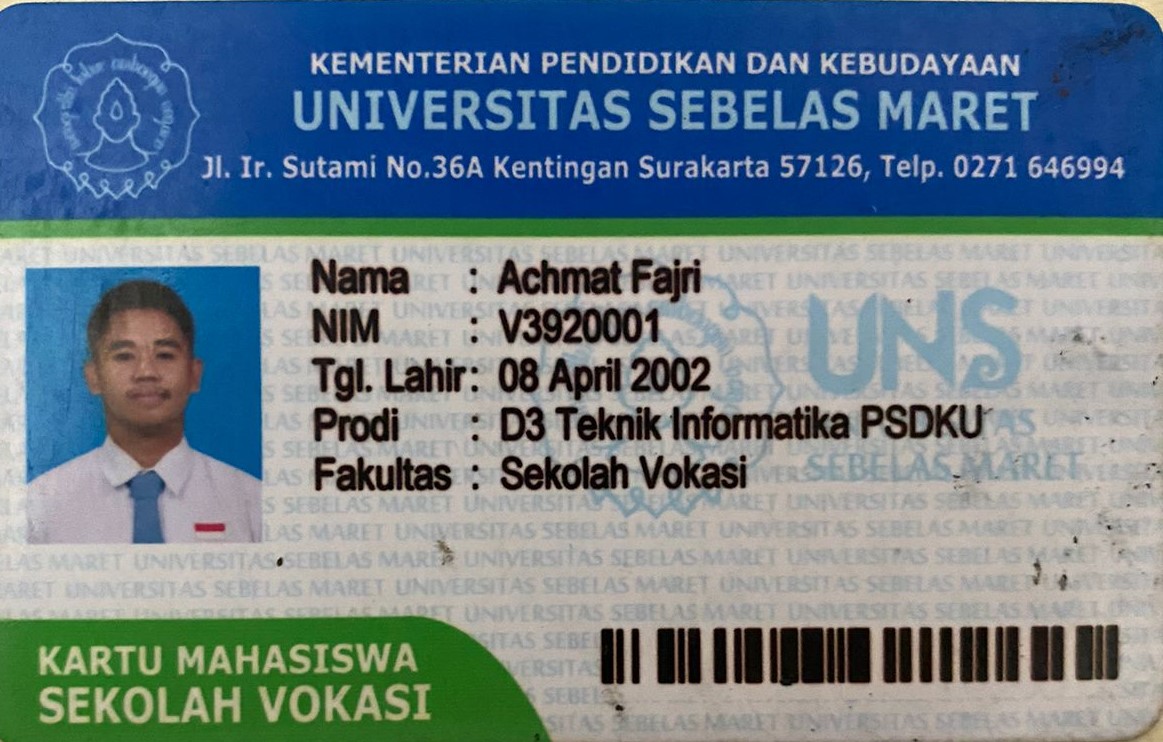 KEMENTERIAN PENDIDIKAN DAN KEBUDAYAAN
UNIVERSITAS SEBELAS MARET
Jl. Ir. Sutami No.36A Kentingan Surakarta 57126, Telp. 0271 646994
Nama : Achmat Fajri
NIM : V3920001
Tgl. Lahir : 08 April 2002
Prodi : D3 Teknik Informatika PSDKU
Fakultas : Sekolah Vokasi
UNS
SEBELAS MARET
KARTU MAHASISWA
SEKOLAH VOKASI